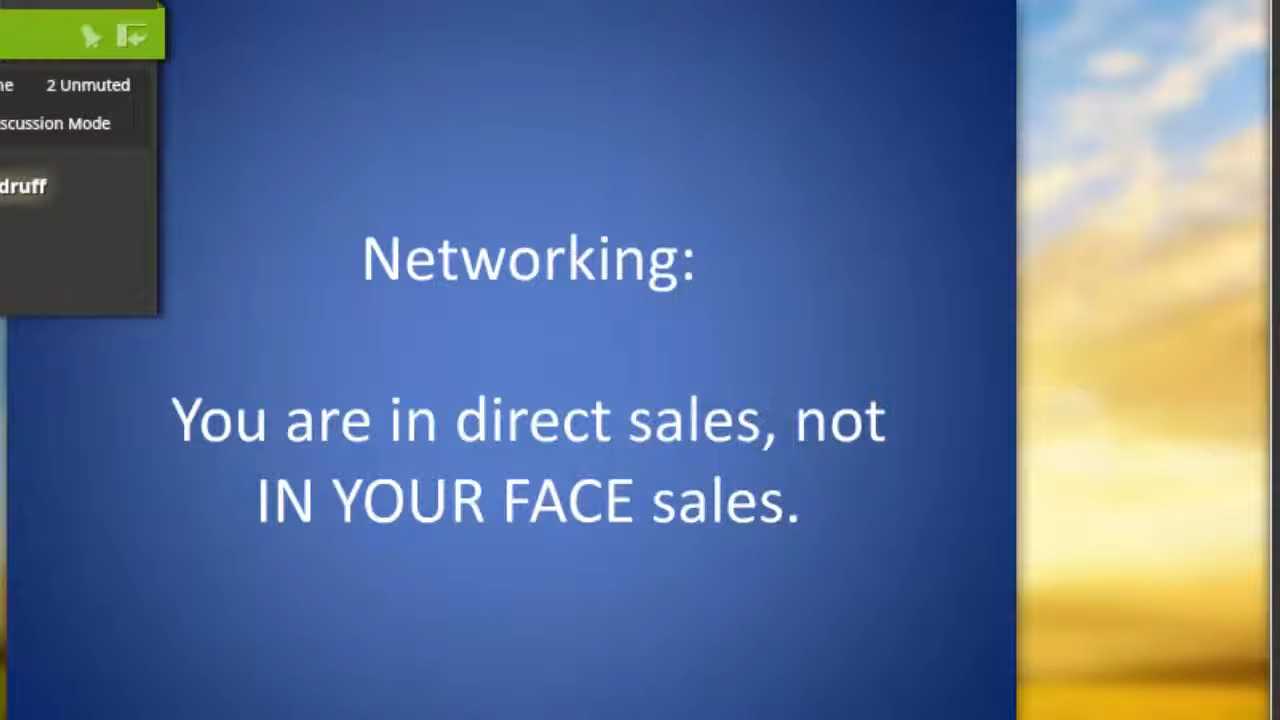 2 Unmuted
scussion Mode
druff
Networking:
You are in direct sales, not
IN YOUR FACE sales.